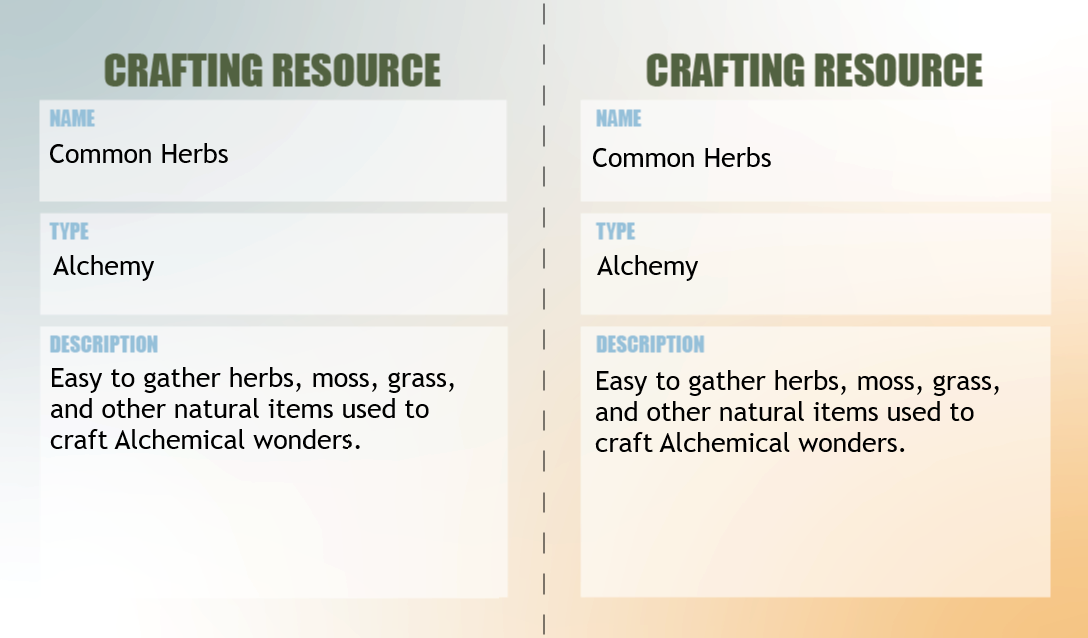 CRAFTING RESOURCE
NAME
Common Herbs
TYPE
Alchemy
DESCRIPTION
Easy to gather herbs, moss, grass,
and other natural items used to
craft Alchemical wonders.
CRAFTING RESOURCE
NAME
Common Herbs
TYPE
Alchemy
DESCRIPTION
Easy to gather herbs, moss, grass,
and other natural items used to
craft Alchemical wonders.